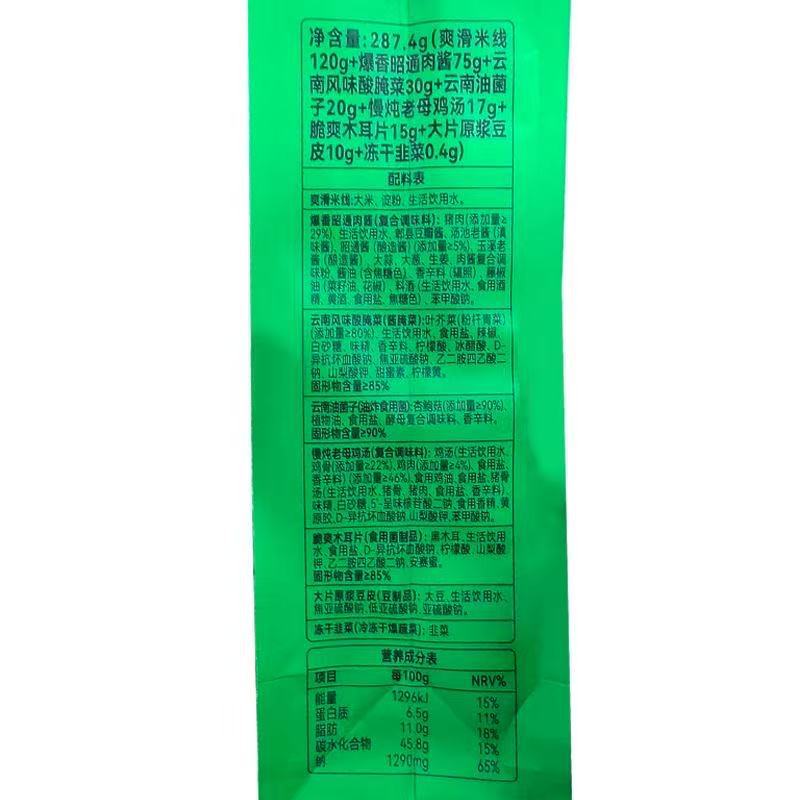 净含量:287.4g(爽滑米线
120g+爆香昭通肉酱75g+云
南风味酸腌菜30g+云南油菌
子20g+慢炖老母鸡汤17g+
脆爽木耳片15g+大片原浆豆
皮10g+冻干韭菜0.4g)
配料表
爽滑米线:大米、淀粉、生活饮用水。
爆香昭通肉酱(复合调味料):猪肉(添加量≥
29%)、生活饮用水、郫县豆瓣酱、汤池老酱(滇
味酱)、昭通酱(酿造酱)(添加量≥5%)、玉溪老
酱(酿造酱)、大蒜、大葱、生姜、肉酱复合调
味粉、酱油(含焦糖色)、香辛料(辐照)、藤椒
油(菜籽油、花椒)、料酒(生活饮用水、食用酒
精、黄酒、食用盐、焦糖色)、苯甲酸钠。
云南风味酸腌菜(酱腌菜):叶芥菜(粉杆青菜)
(添加量≥80%)、生活饮用水、食用盐、辣椒、
白砂糖、味精、香辛料、柠檬酸、冰醋酸、D-
异抗坏血酸钠、焦亚硫酸钠、乙二胺四乙酸二
钠、山梨酸钾、甜蜜素、柠檬黄。
固形物含量≥85%
云南油菌子(油炸食用菌):杏鲍菇(添加量≥90%)、
植物油、食用盐、酵母复合调味料、香辛料。
固形物含量≥90%
慢炖老母鸡汤(复合调味料):鸡汤(生活饮用水、
鸡骨(添加量≥22%)、鸡肉(添加量≥4%)、食用盐、
香辛料)(添加量≥46%)、食用鸡油、食用盐、猪骨
汤(生活饮用水、猪骨、猪肉、食用盐、香辛料)、
味精、白砂糖、5'-呈味核苷酸二钠、食用香精、黄
原胶、D-异抗坏血酸钠、山梨酸钾、苯甲酸钠。
脆爽木耳片(食用菌制品):黑木耳、生活饮用
水、食用盐、D-异抗坏血酸钠、柠檬酸、山梨酸
钾、乙二胺四乙酸二钠、安赛蜜。
固形物含量≥85%
大片原浆豆皮(豆制品):大豆、生活饮用水、
焦亚硫酸钠、低亚硫酸钠、亚硫酸钠。
冻干韭菜(冷冻干燥蔬菜):韭菜
营养成分表
项目 每100g NRV%
能量 1296kJ 15%
蛋白质 6.5g 11%
脂肪 11.0g 18%
碳水化合物 45.8g 15%
钠 1290mg 65%